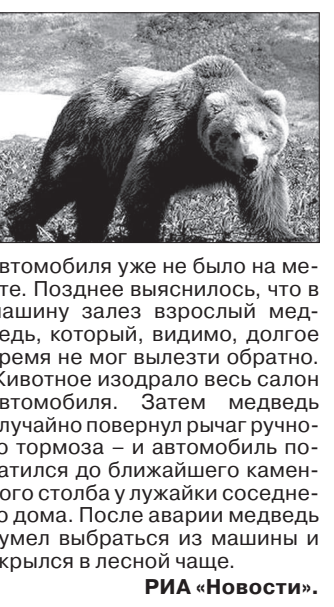 втомобиля уже не было на ме-
те. Позднее выяснилось, что в
ашину залез взрослый мед-
едь, который, видимо, долгое
ремя не мог вылезти обратно.
Животное изодрало весь салон
втомобиля. Затем медведь
лучайно повернул рычаг ручно-
о тормоза – и автомобиль по-
атился до ближайшего камен-
ого столба у лужайки соседне-
о дома. После аварии медведь
умел выбраться из машины и
крылся в лесной чаще.
РИА «Новости».